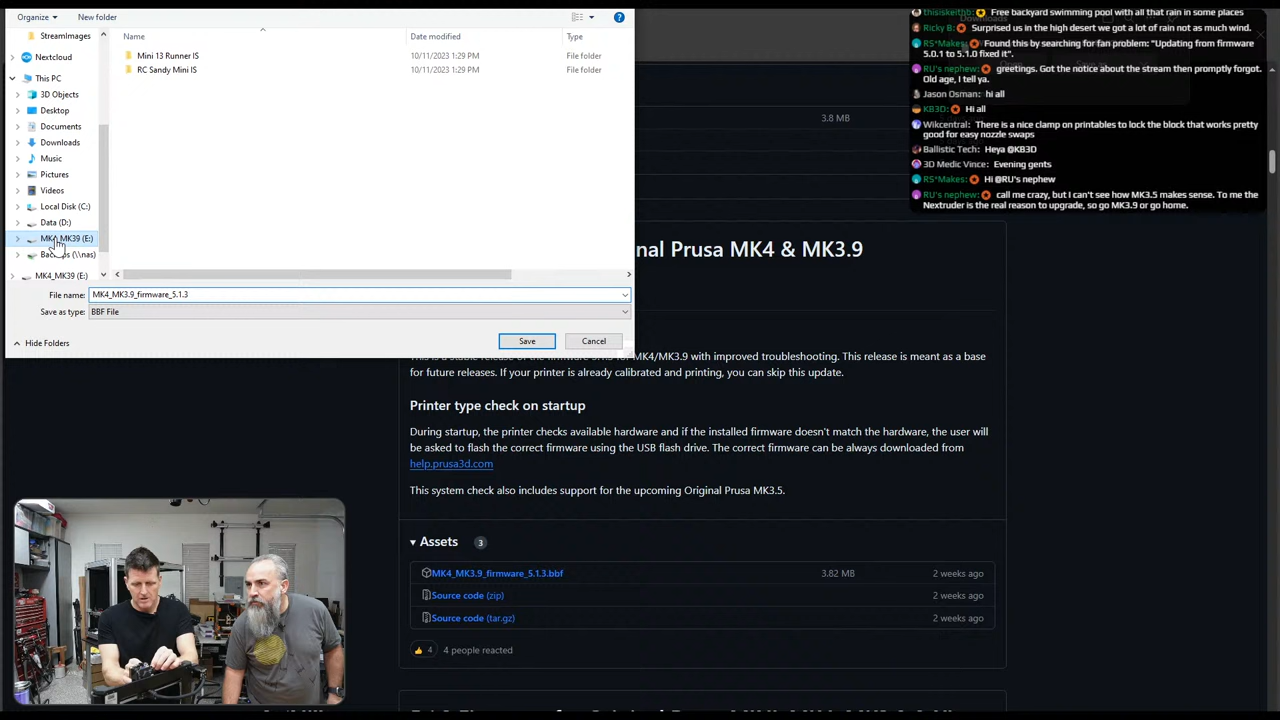 Organize
New folder
StreamImages
Nextcloud
This PC
3D Objects
Desktop
Documents
Downloads
Music
Pictures
Videos
Local Disk (C:)
Data (D:)
MK4_MK39 (E:)
(\\nas)
MK4_MK39 (E:)
Name
Date modified
Type
Mini 13 Runner IS
10/11/2023 1:29 PM
File folder
RC Sandy Mini IS
10/11/2023 1:29 PM
File folder
File name:
MK4_MK3.9_firmware_5.1.3
Save as type:
BBF File
Hide Folders
Save
Cancel
3.8 MB
thisiskeithb: Free backyard swimming pool with all that rain in some places
Ricky B: Surprised us in the high desert we got a lot of rain not as much wind.
RS*Makes: Found this by searching for fan problem: "Updating from firmware
5.0.1 to 5.1.0 fixed it".
RU's nephew: greetings. Got the notice about the stream then promptly forgot.
Old age, I tell ya.
Jason Osman: hi all
KB3D: Hi all
Wikcentral: There is a nice clamp on printables to lock the block that works pretty
good for easy nozzle swaps
Ballistic Tech: Heya @KB3D
3D Medic Vince: Evening gents
RS*Makes: Hi @RU's nephew
RU's nephew: call me crazy, but I can't see how MK3.5 makes sense. To me the
Nextruder is the real reason to upgrade, so go MK3.9 or go home.
nal Prusa MK4 & MK3.9
MK4/MK3.9 with improved troubleshooting. This release is meant as a base
for future releases. If your printer is already calibrated and printing, you can skip this update.
Printer type check on startup
During startup, the printer checks available hardware and if the installed firmware doesn't match the hardware, the user will
be asked to flash the correct firmware using the USB flash drive. The correct firmware can be always downloaded from
help.prusa3d.com
This system check also includes support for the upcoming Original Prusa MK3.5.
Assets 3
MK4_MK3.9_firmware_5.1.3.bbf
3.82 MB
2 weeks ago
Source code (zip)
2 weeks ago
Source code (tar.gz)
2 weeks ago
4
4 people reacted